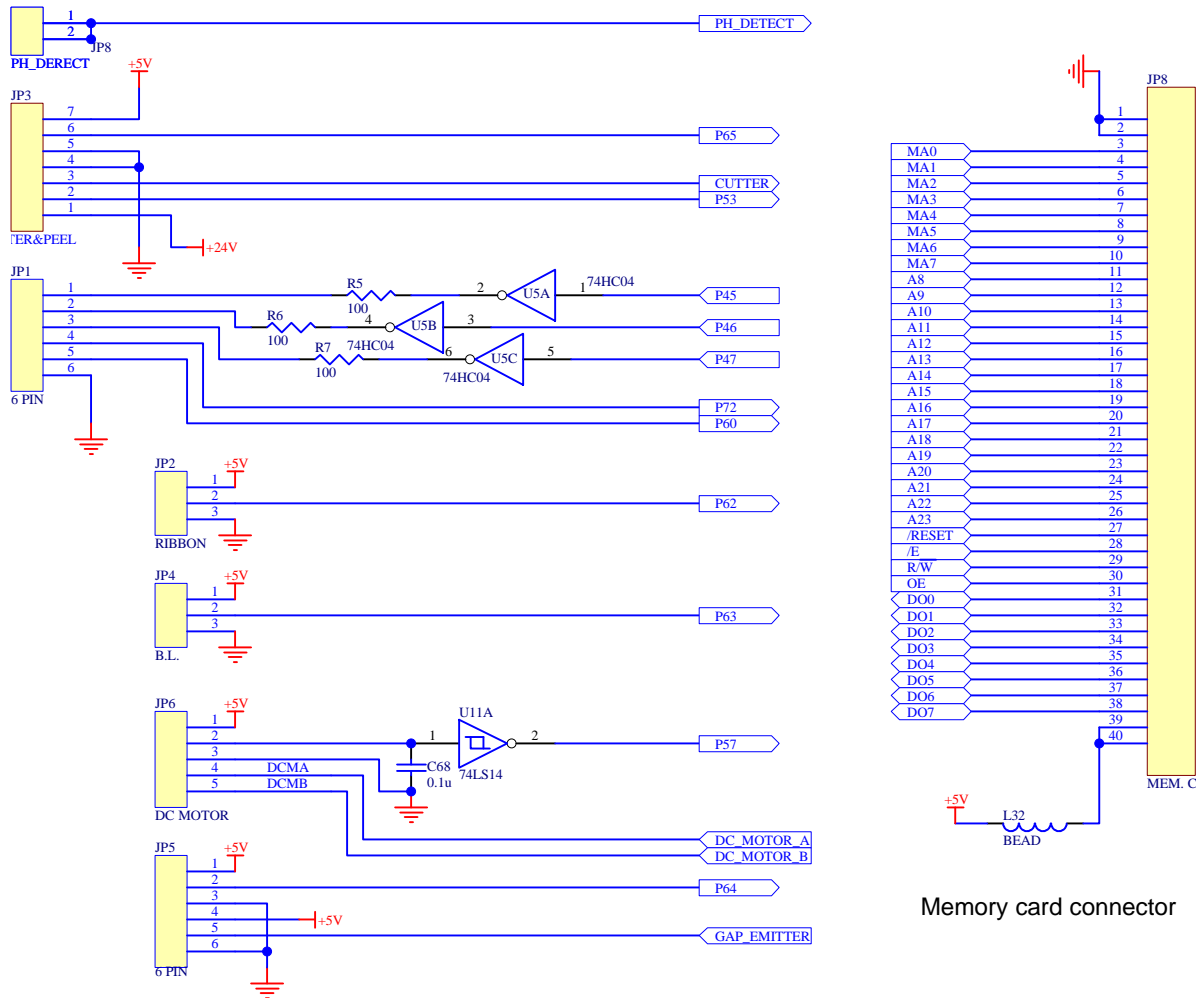 1
2
JP8
PH_DERECT
PH_DETECT
+5V
JP3
7
6
5
4
3
2
1
TER&PEEL
P65
CUTTER
P53
+24V
JP1
1
2
3
4
5
6
6 PIN
R5
100
2
U5A
1
74HC04
P45
R6
100
4
U5B
3
74HC04
P46
R7
100
6
U5C
5
74HC04
P47
P72
P60
JP2
+5V
1
2
3
RIBBON
P62
JP4
+5V
1
2
3
B.L.
P63
JP6
+5V
1
2
3
4
5
DCMA
DCMB
DC MOTOR
U11A
1
2
74LS14
C68
0.1u
P57
DC_MOTOR_A
DC_MOTOR_B
JP5
+5V
1
2
3
4
5
6
6 PIN
+5V
P64
GAP_EMITTER
JP8
1
2
MA0 3
MA1 4
MA2 5
MA3 6
MA4 7
MA5 8
MA6 9
MA7 10
A8 11
A9 12
A10 13
A11 14
A12 15
A13 16
A14 17
A15 18
A16 19
A17 20
A18 21
A19 22
A20 23
A21 24
A22 25
A23 26
/RESET 27
/E 28
R/W 29
OE 30
DO0 31
DO1 32
DO2 33
DO3 34
DO4 35
DO5 36
DO6 37
DO7 38
39
40
MEM. C
+5V
L32
BEAD
Memory card connector